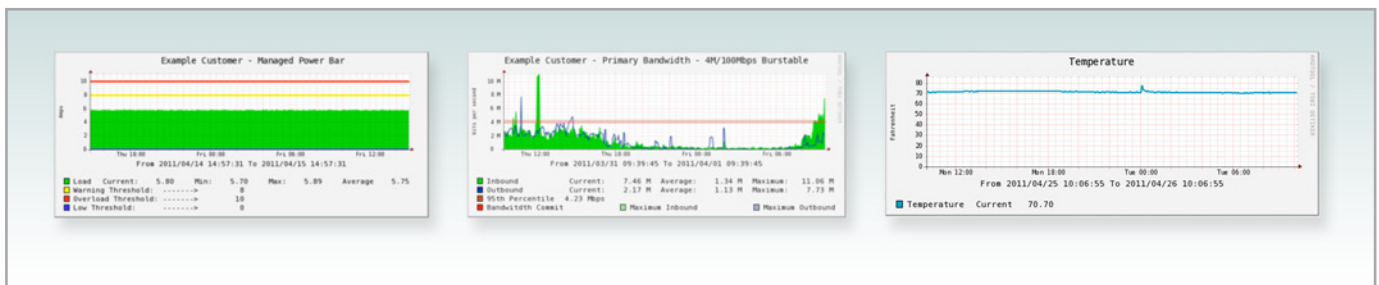 Example Customer - Managed Power Bar
10
8
6
4
2
0
Amps
Thu 18:00 Fri 00:00 Fri 06:00 Fri 12:00
From 2011/04/14 14:57:31 To 2011/04/15 14:57:31
Load Current: 5.80 Min: 5.70 Max: 5.89 Average 5.75
Warning Threshold: ------> 8
Overload Threshold: ------> 10
Low Threshold: ------> 0
Example Customer - Primary Bandwidth - 4M/100Mbps Burstable
10 M
8 M
6 M
4 M
2 M
0
bits per second
Thu 12:00 Thu 18:00 Fri 00:00 Fri 06:00
From 2011/03/31 09:39:45 To 2011/04/01 09:39:45
Inbound Current: 7.46 M Average: 1.34 M Maximum: 11.06 M
Outbound Current: 2.17 M Average: 1.13 M Maximum: 7.73 M
95th Percentile 4.23 Mbps
Bandwitdth Commit Maximum Inbound Maximum Outbound
RRDTOOL / TOBI OETIKER
Temperature
80
70
60
50
40
30
20
10
0
Fahrenheit
Mon 12:00 Mon 18:00 Tue 00:00 Tue 06:00
From 2011/04/25 10:06:55 To 2011/04/26 10:06:55
Temperature Current 70.70
RRDTOOL / TOBI OETIKER